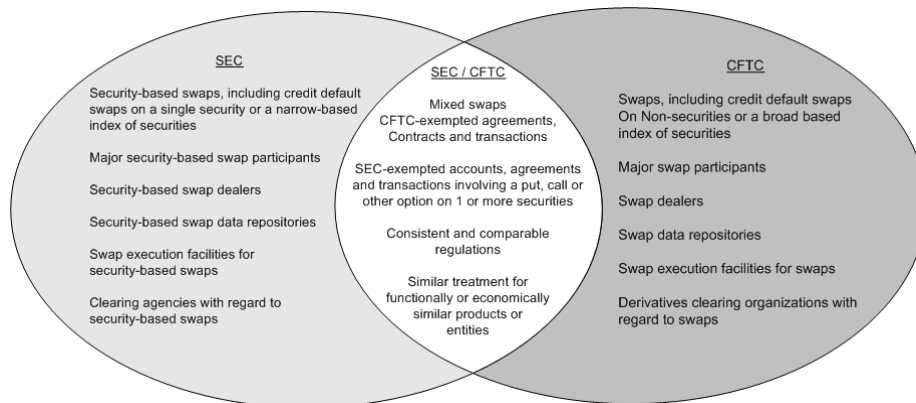 SEC
Security-based swaps, including credit default
swaps on a single security or a narrow-based
index of securities
Major security-based swap participants
Security-based swap dealers
Security-based swap data repositories
Swap execution facilities for
security-based swaps
Clearing agencies with regard to
security-based swaps
SEC / CFTC
Mixed swaps
CFTC-exempted agreements,
Contracts and transactions
SEC-exempted accounts, agreements
and transactions involving a put, call or
other option on 1 or more securities
Consistent and comparable
regulations
Similar treatment for
functionally or economically
similar products or
entities
CFTC
Swaps, including credit default swaps
On Non-securities or a broad based
index of securities
Major swap participants
Swap dealers
Swap data repositories
Swap execution facilities for swaps
Derivatives clearing organizations with
regard to swaps